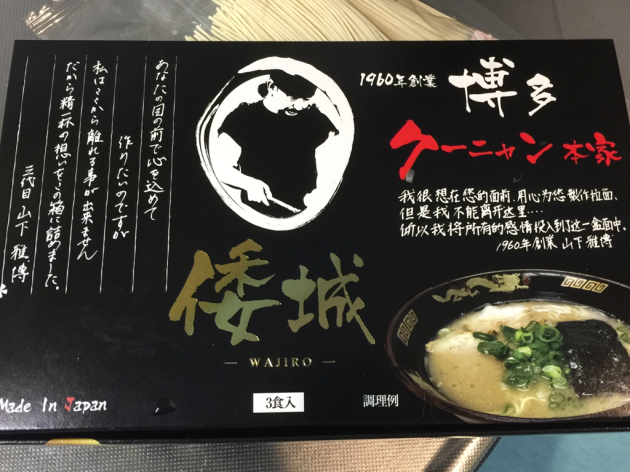 あなたの目の前で心を込めて
作りたいのですが
私はここから離れる事が出来ません
だから精一杯の想いをこの箱に詰めました。
三代目 山下 雅博
1960年創業 博多
クーニャン本家
我很想在您的面前,用心为您製作拉面,
但是我不能离开这里....
所以我将所有的感情投入到了这一盒面中。
1960年創業 山下 雅博
倭城
WAJIRO
Made In Japan
3食入
調理例